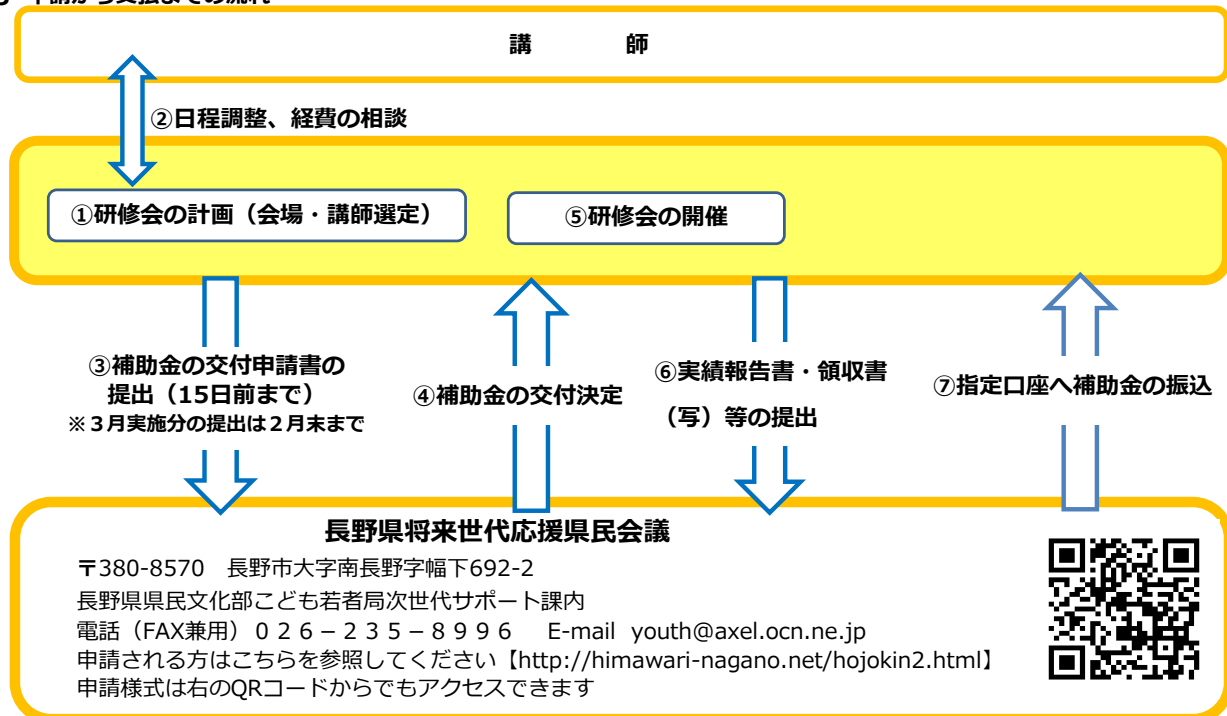 講　　　師
②日程調整、経費の相談
①研修会の計画（会場・講師選定）
⑤研修会の開催
③補助金の交付申請書の
提出（15日前まで）
※３月実施分の提出は２月末まで
④補助金の交付決定
⑥実績報告書・領収書
（写）等の提出
⑦指定口座へ補助金の振込
長野県将来世代応援県民会議
〒380-8570　長野市大字南長野字幅下692-2
長野県県民文化部こども若者局次世代サポート課内
電話（FAX兼用）０２６－２３５－８９９６　E-mail  youth@axel.ocn.ne.jp
申請される方はこちらを参照してください【http://himawari-nagano.net/hojokin2.html】
申請様式は右のQRコードからでもアクセスできます